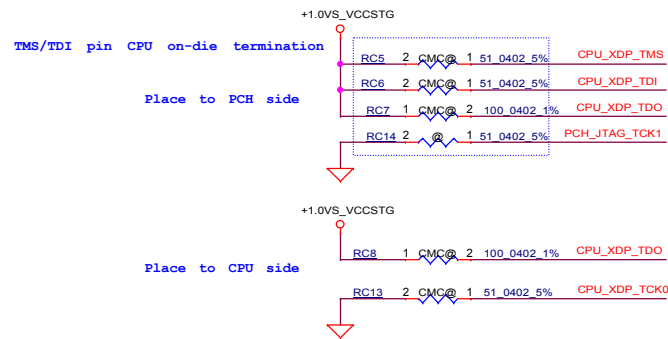 +1.0VS_VCCSTG
TMS/TDI pin CPU on-die termination
RC5 2 CMC@ 1 51_0402_5% CPU_XDP_TMS
RC6 2 CMC@ 1 51_0402_5% CPU_XDP_TDI
Place to PCH side
RC7 1 CMC@ 2 100_0402_1% CPU_XDP_TDO
RC14 2 @ 1 51_0402_5% PCH_JTAG_TCK1
+1.0VS_VCCSTG
RC8 1 CMC@ 2 100_0402_1% CPU_XDP_TDO
Place to CPU side
RC13 2 CMC@ 1 51_0402_5% CPU_XDP_TCK0